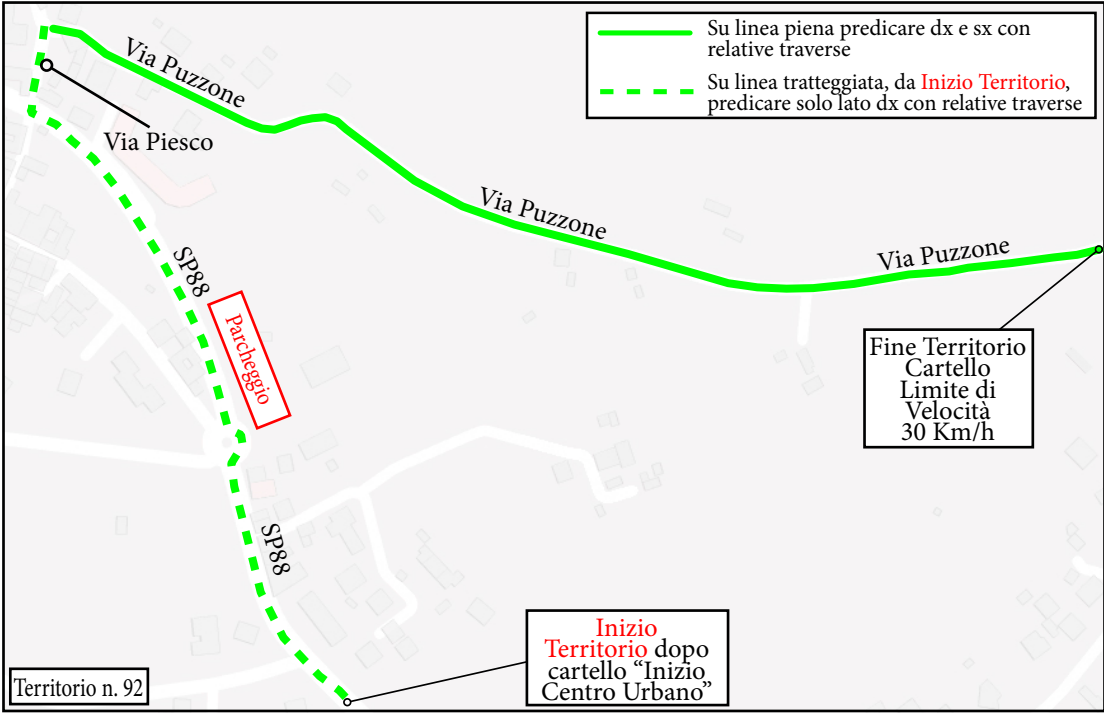 Su linea piena predicare dx e sx con
relative traverse
Su linea tratteggiata, da Inizio Territorio,
predicare solo lato dx con relative traverse
Via Puzzone
Via Piesco
Via Puzzone
Via Puzzone
SP88
Parcheggio
Fine Territorio
Cartello
Limite di
Velocità
30 Km/h
SP88
Inizio
Territorio dopo
cartello “Inizio
Centro Urbano”
Territorio n. 92